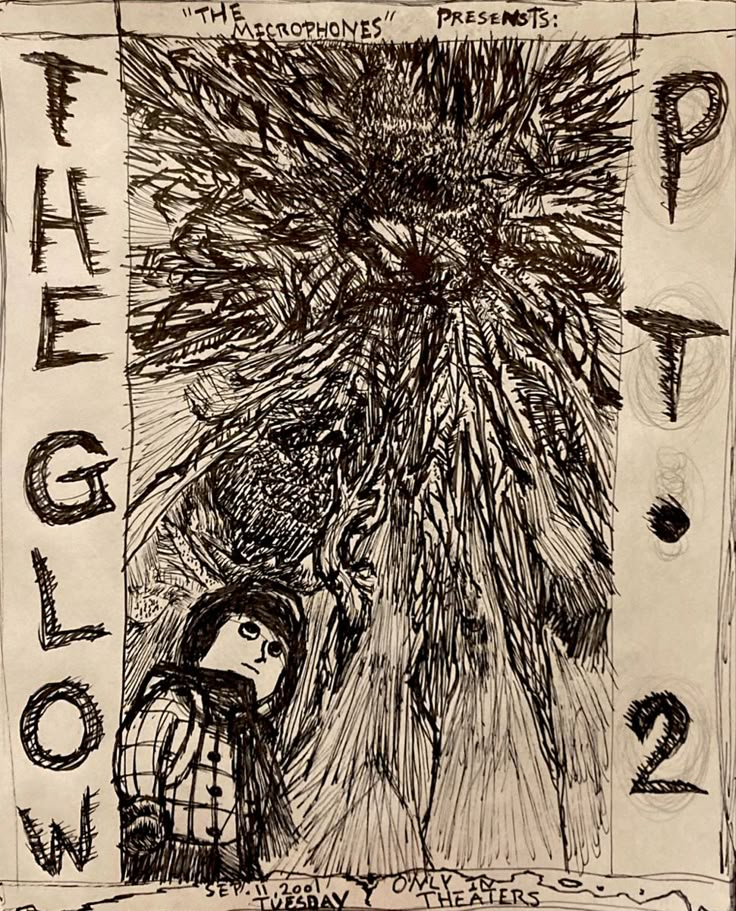 "THE
MICROPHONES"
PRESENSTS:
THE GLOW
PT.2
SEP. 11, 2001
TUESDAY
ONLY IN
THEATERS